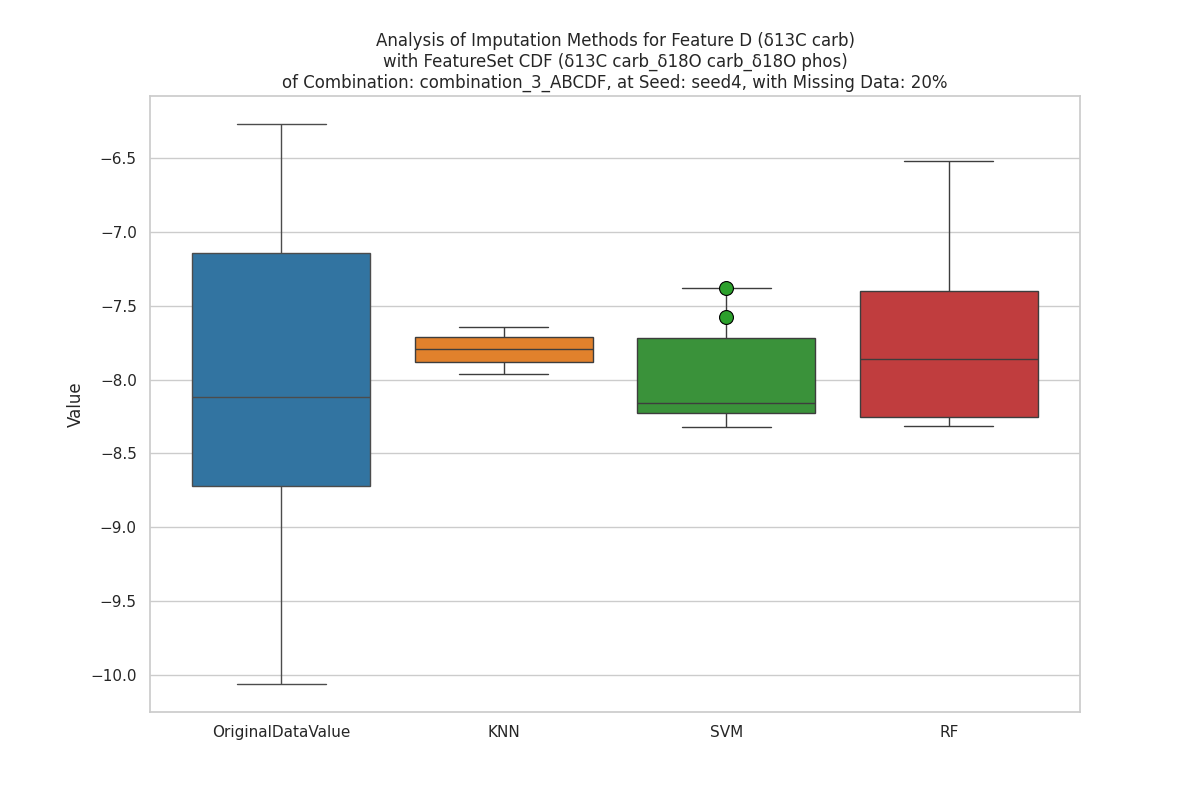 Analysis of Imputation Methods for Feature D (δ13C carb)
with FeatureSet CDF (δ13C carb_δ18O carb_δ18O phos)
of Combination: combination_3_ABCDF, at Seed: seed4, with Missing Data: 20%
−6.5
−7.0
−7.5
−8.0
−8.5
−9.0
−9.5
−10.0
Value
OriginalDataValue
KNN
SVM
RF